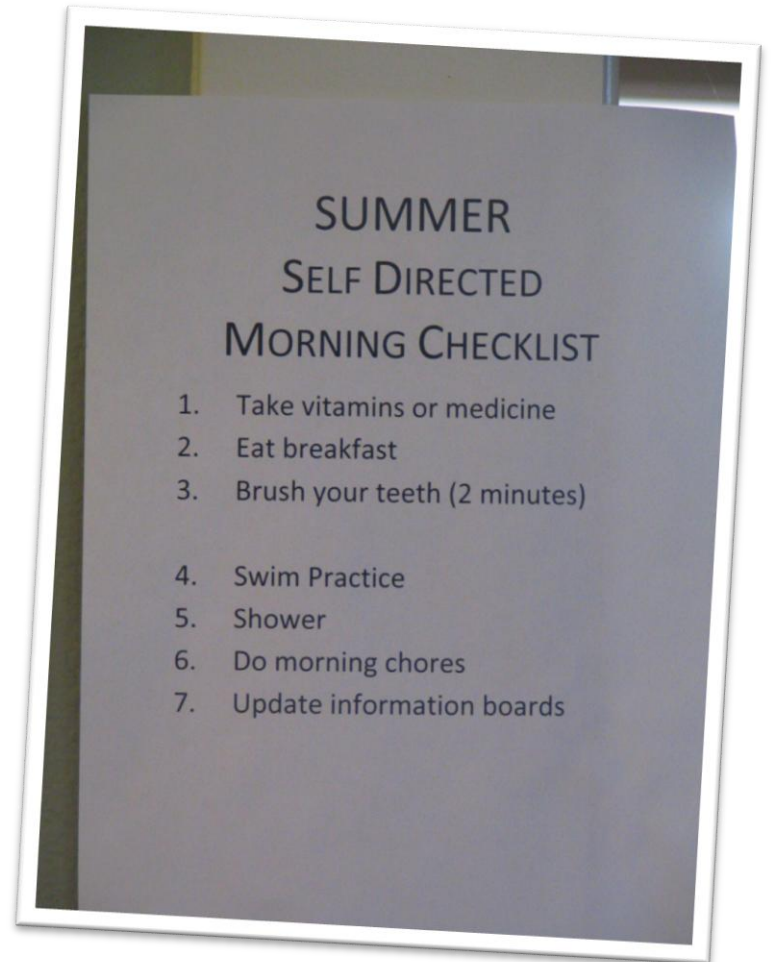 SUMMER
SELF DIRECTED
MORNING CHECKLIST
1. Take vitamins or medicine
2. Eat breakfast
3. Brush your teeth (2 minutes)
4. Swim Practice
5. Shower
6. Do morning chores
7. Update information boards